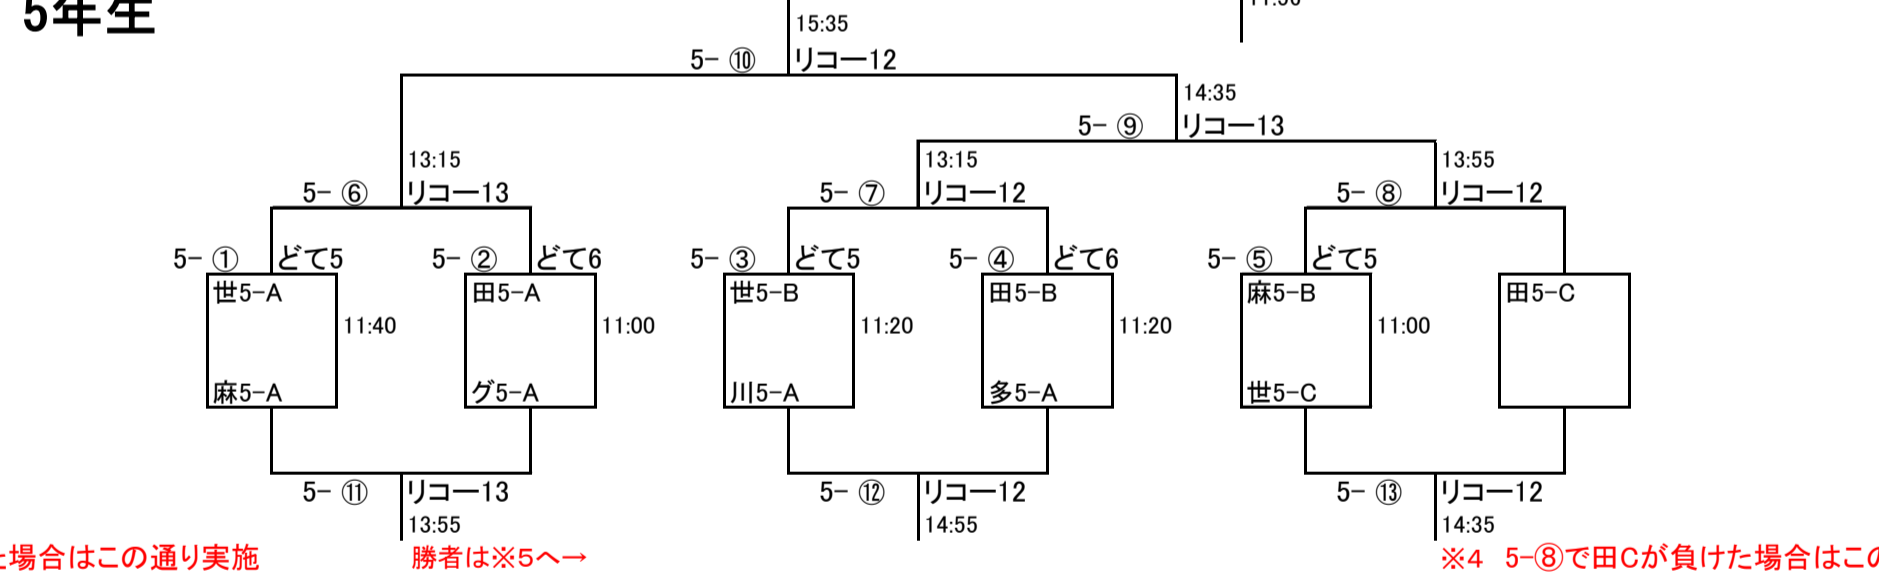 5年生
15:35
5- ⑩ リコー12
14:35
5- ⑨ リコー13
13:15 13:15 13:55
5- ⑥ リコー13 5- ⑦ リコー12 5- ⑧ リコー12
5- ① どて5 5- ② どて6 5- ③ どて5 5- ④ どて6 5- ⑤ どて5
世5-A 田5-A 世5-B 田5-B 麻5-B 田5-C
11:40 11:00 11:20 11:20 11:00
麻5-A グ5-A 川5-A 多5-A 世5-C
5- ⑪ リコー13 5- ⑫ リコー12 5- ⑬ リコー12
13:55 14:55 14:35
場合はこの通り実施 勝者は※5へ→ ※4 5-⑧で田Cが負けた場合はこ